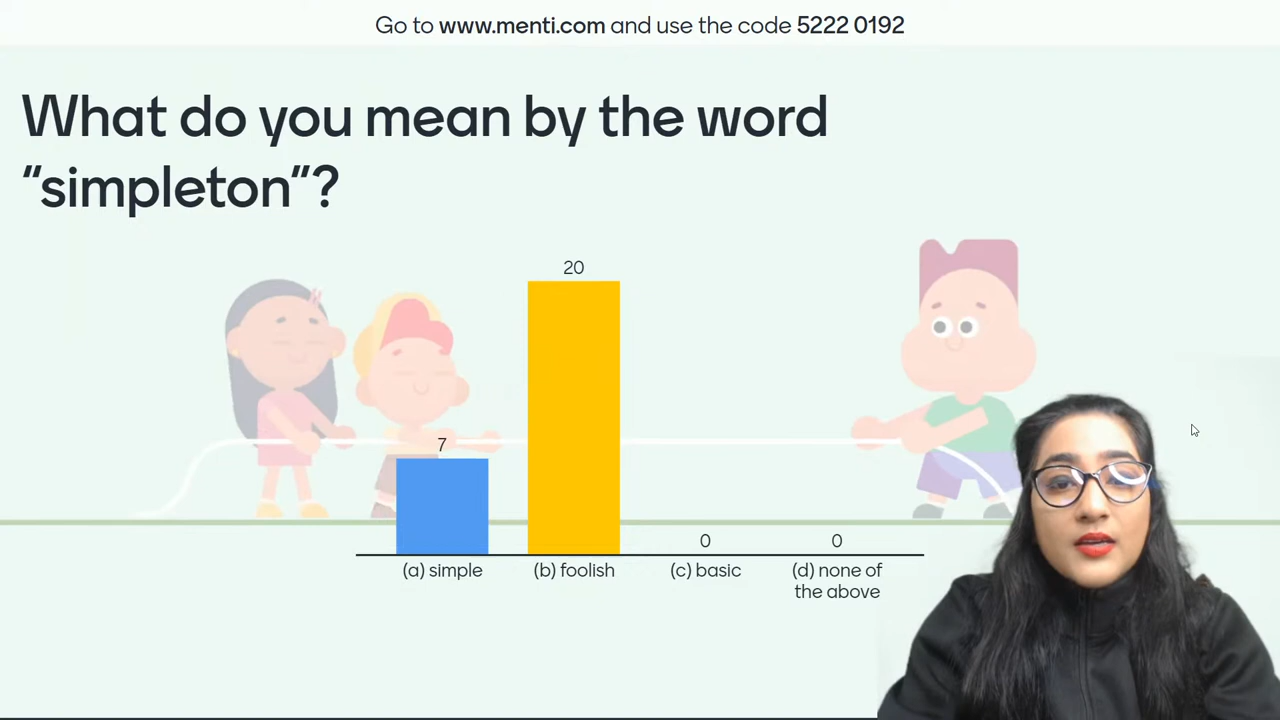 Go to www.menti.com and use the code 5222 0192
What do you mean by the word
"simpleton"?
20
7
0
0
(a) simple
(b) foolish
(c) basic
(d) none of
the above